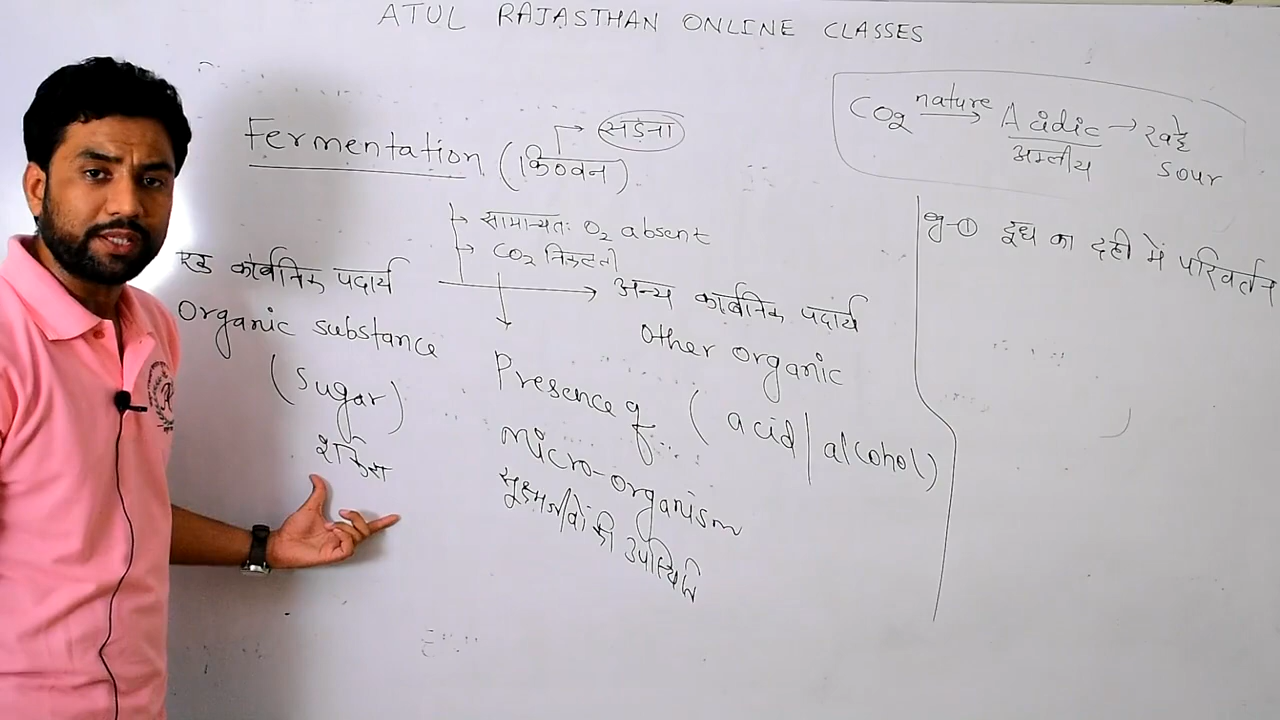 ATUL RAJASTHAN ONLINE CLASSES
CO2 nature → Acidic → खट्टे
अम्लीय sour
Fermentation (किण्वन) → सड़ना
→ सामान्यतः O2 absent
→ CO2 निकलती
एक कार्बनिक पदार्थ → अन्य कार्बनिक पदार्थ
Organic substance
Other organic
(Sugar)
शर्करा
(acid/alcohol)
Presence of
Micro-organism
सूक्ष्मजीवों की उपस्थिति
eg-① दूध का दही में परिवर्तन